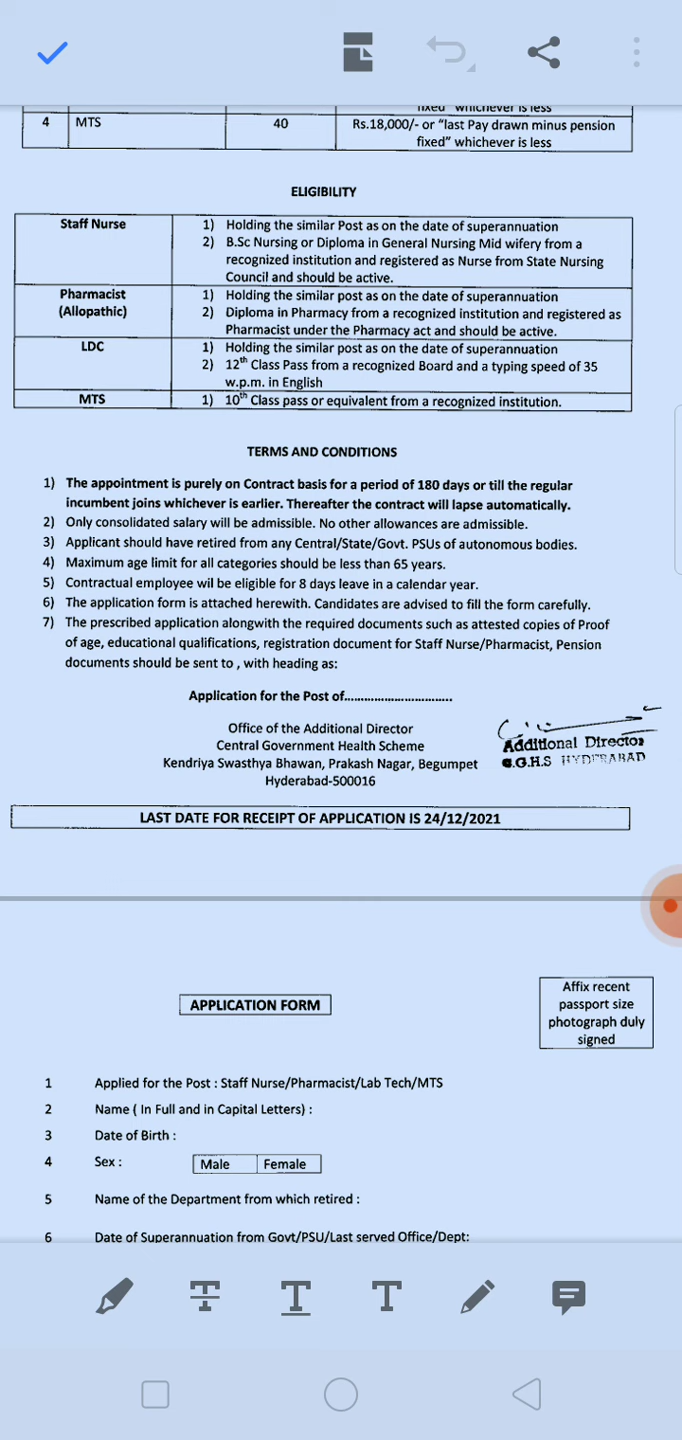 fixed" whichever is less
4 MTS 40 Rs.18,000/- or "last Pay drawn minus pension
fixed" whichever is less
ELIGIBILITY
Staff Nurse 1) Holding the similar Post as on the date of superannuation
2) B.Sc Nursing or Diploma in General Nursing Mid wifery from a
recognized institution and registered as Nurse from State Nursing
Council and should be active.
Pharmacist 1) Holding the similar post as on the date of superannuation
(Allopathic) 2) Diploma in Pharmacy from a recognized institution and registered as
Pharmacist under the Pharmacy act and should be active.
LDC 1) Holding the similar post as on the date of superannuation
2) 12th Class Pass from a recognized Board and a typing speed of 35
w.p.m. in English
MTS 1) 10th Class pass or equivalent from a recognized institution.
TERMS AND CONDITIONS
1) The appointment is purely on Contract basis for a period of 180 days or till the regular
incumbent joins whichever is earlier. Thereafter the contract will lapse automatically.
2) Only consolidated salary will be admissible. No other allowances are admissible.
3) Applicant should have retired from any Central/State/Govt. PSUs of autonomous bodies.
4) Maximum age limit for all categories should be less than 65 years.
5) Contractual employee wil be eligible for 8 days leave in a calendar year.
6) The application form is attached herewith. Candidates are advised to fill the form carefully.
7) The prescribed application alongwith the required documents such as attested copies of Proof
of age, educational qualifications, registration document for Staff Nurse/Pharmacist, Pension
documents should be sent to , with heading as:
Application for the Post of................................
Office of the Additional Director
Central Government Health Scheme
Kendriya Swasthya Bhawan, Prakash Nagar, Begumpet
Hyderabad-500016
Additional Director
C.G.H.S HYDERABAD
LAST DATE FOR RECEIPT OF APPLICATION IS 24/12/2021
APPLICATION FORM
Affix recent
passport size
photograph duly
signed
1 Applied for the Post : Staff Nurse/Pharmacist/Lab Tech/MTS
2 Name ( In Full and in Capital Letters) :
3 Date of Birth :
4 Sex : Male Female
5 Name of the Department from which retired :
6 Date of Superannuation from Govt/PSU/Last served Office/Dept: